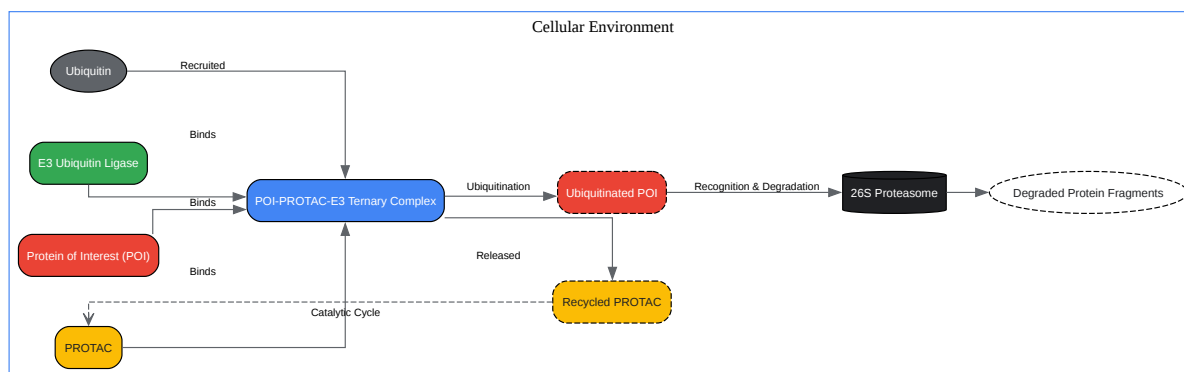 Cellular Environment
Ubiquitin
Recruited
Binds
E3 Ubiquitin Ligase
Binds
POI-PROTAC-E3 Ternary Complex
Ubiquitination
Ubiquitinated POI
Recognition & Degradation
26S Proteasome
Degraded Protein Fragments
Protein of Interest (POI)
Binds
Released
Recycled PROTAC
Catalytic Cycle
PROTAC